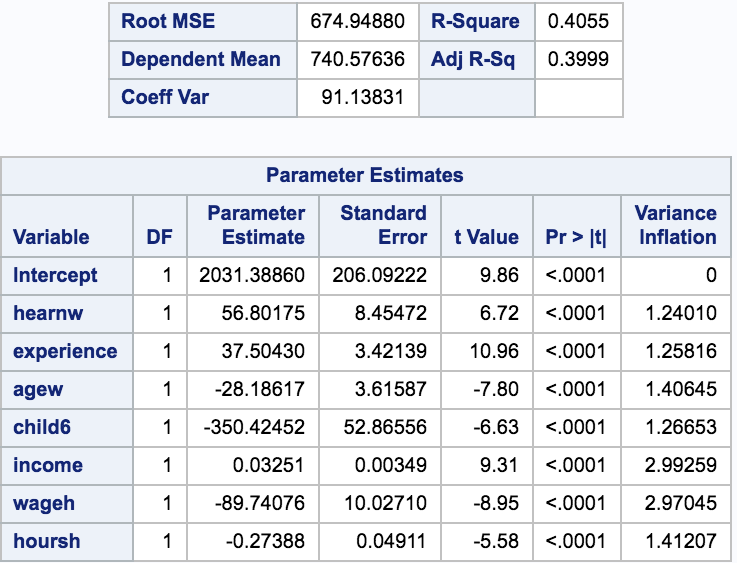 Root MSE 674.94880 R-Square 0.4055
Dependent Mean 740.57636 Adj R-Sq 0.3999
Coeff Var 91.13831
Parameter Estimates
Variable DF Parameter Estimate Standard Error t Value Pr > |t| Variance Inflation
Intercept 1 2031.38860 206.09222 9.86 <.0001 0
hearnw 1 56.80175 8.45472 6.72 <.0001 1.24010
experience 1 37.50430 3.42139 10.96 <.0001 1.25816
agew 1 -28.18617 3.61587 -7.80 <.0001 1.40645
child6 1 -350.42452 52.86556 -6.63 <.0001 1.26653
income 1 0.03251 0.00349 9.31 <.0001 2.99259
wageh 1 -89.74076 10.02710 -8.95 <.0001 2.97045
hoursh 1 -0.27388 0.04911 -5.58 <.0001 1.41207